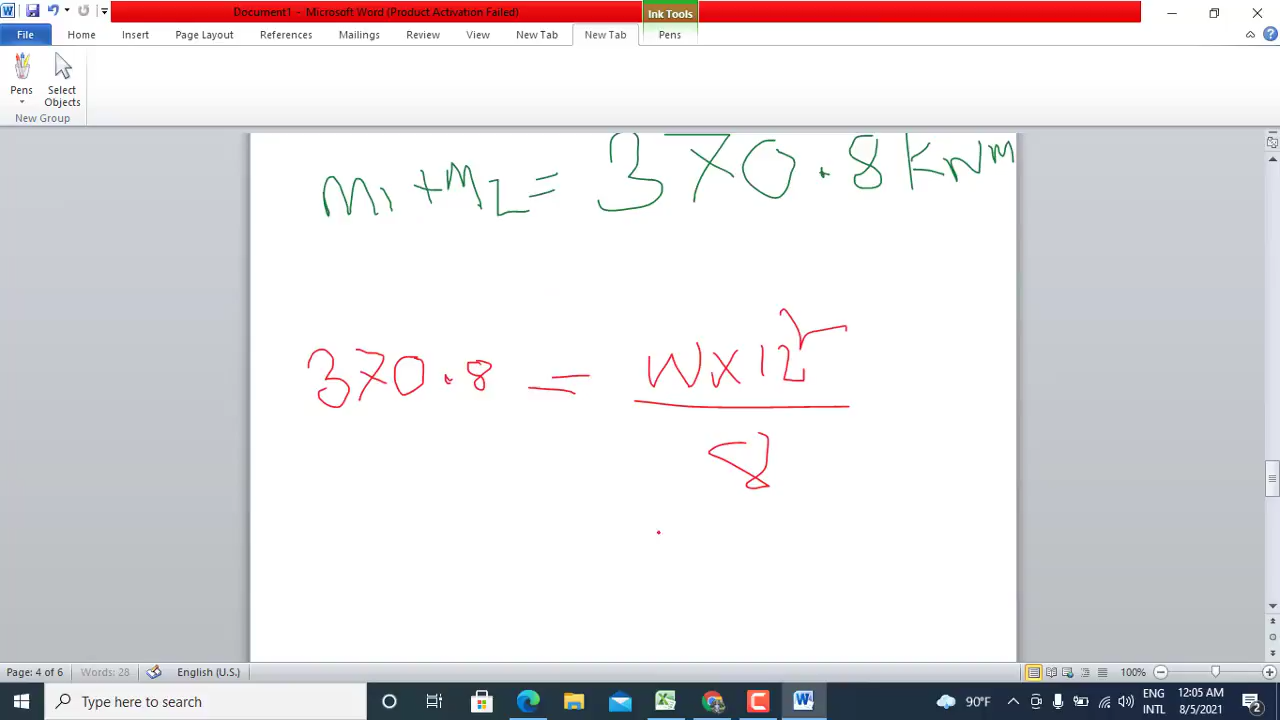 Document1 - Microsoft Word (Product Activation Failed)
Ink Tools
File Home Insert Page Layout References Mailings Review View New Tab New Tab Pens
Pens
Select Objects
New Group
M1 + M2 = 370.8 KNM
370.8 = W X 12²
8
Page: 4 of 6 Words: 28 English (U.S.) 100%
Type here to search
90°F
ENG
INTL
12:05 AM
8/5/2021
2